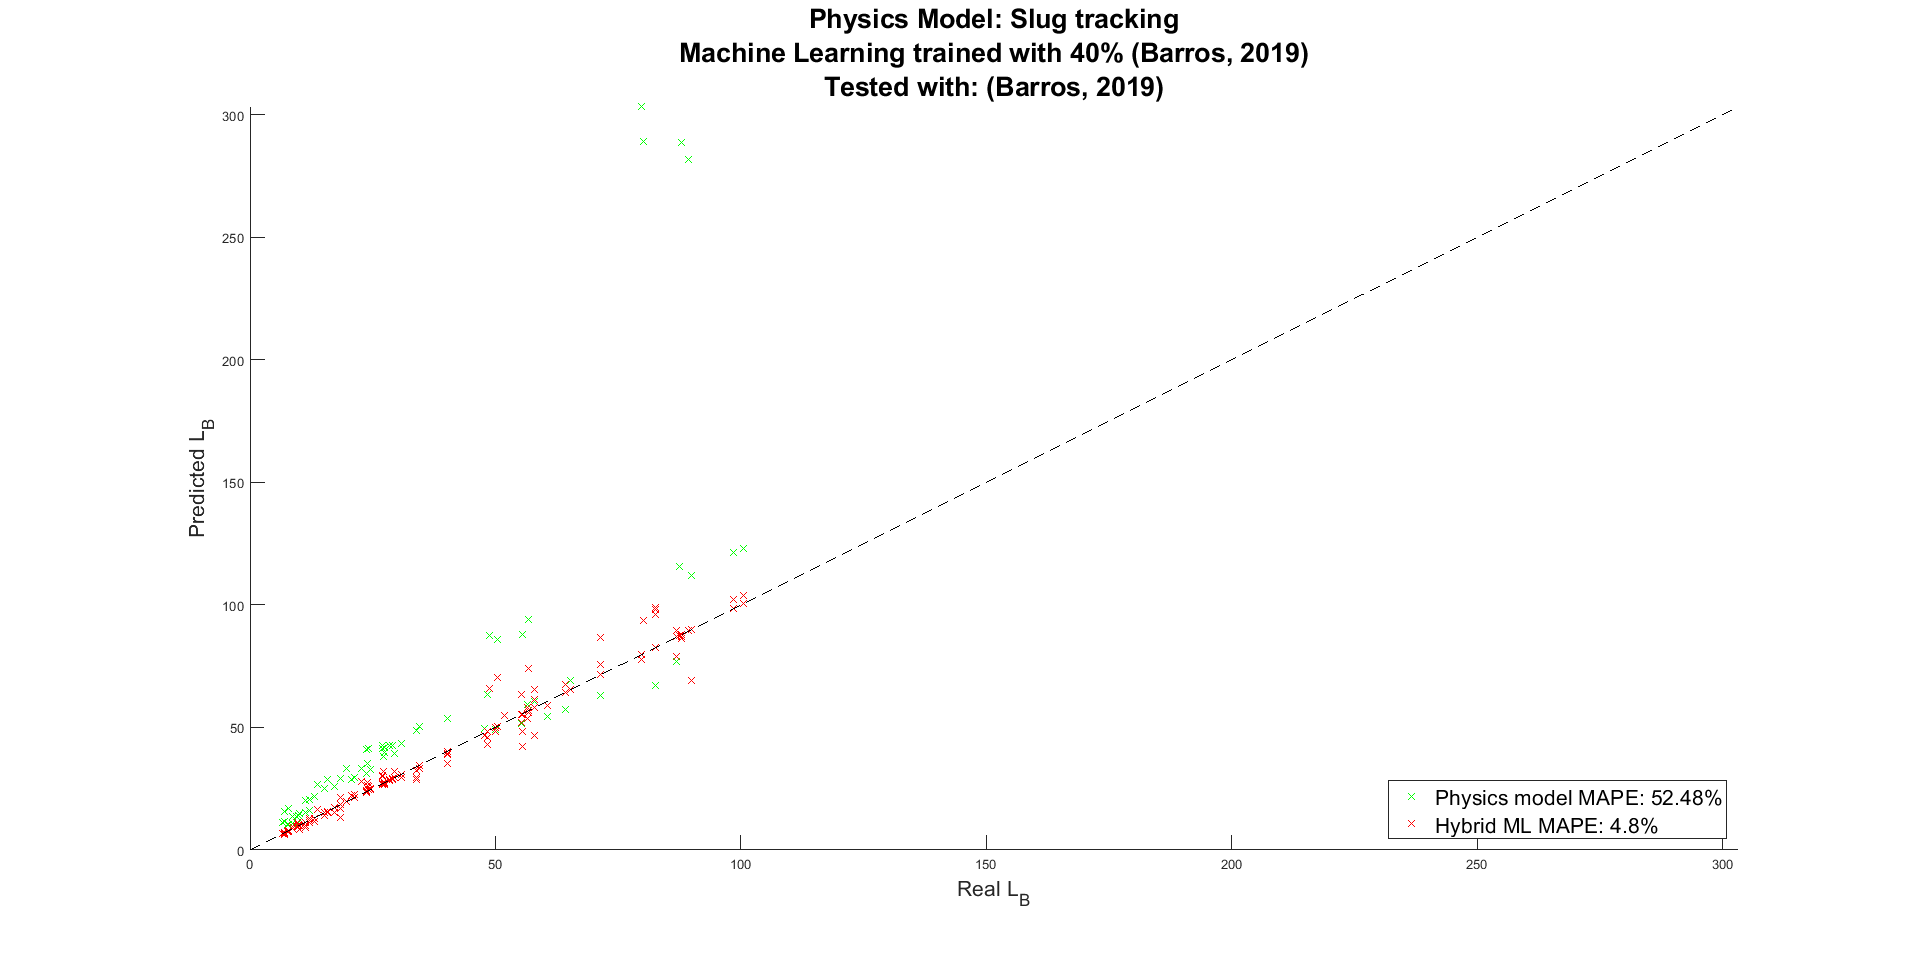 Physics Model: Slug tracking
Machine Learning trained with 40% (Barros, 2019)
Tested with: (Barros, 2019)
300
250
200
150
100
50
0
Predicted L_B
0 50 100 150 200 250 300
Real L_B
Physics model MAPE: 52.48%
Hybrid ML MAPE: 4.8%